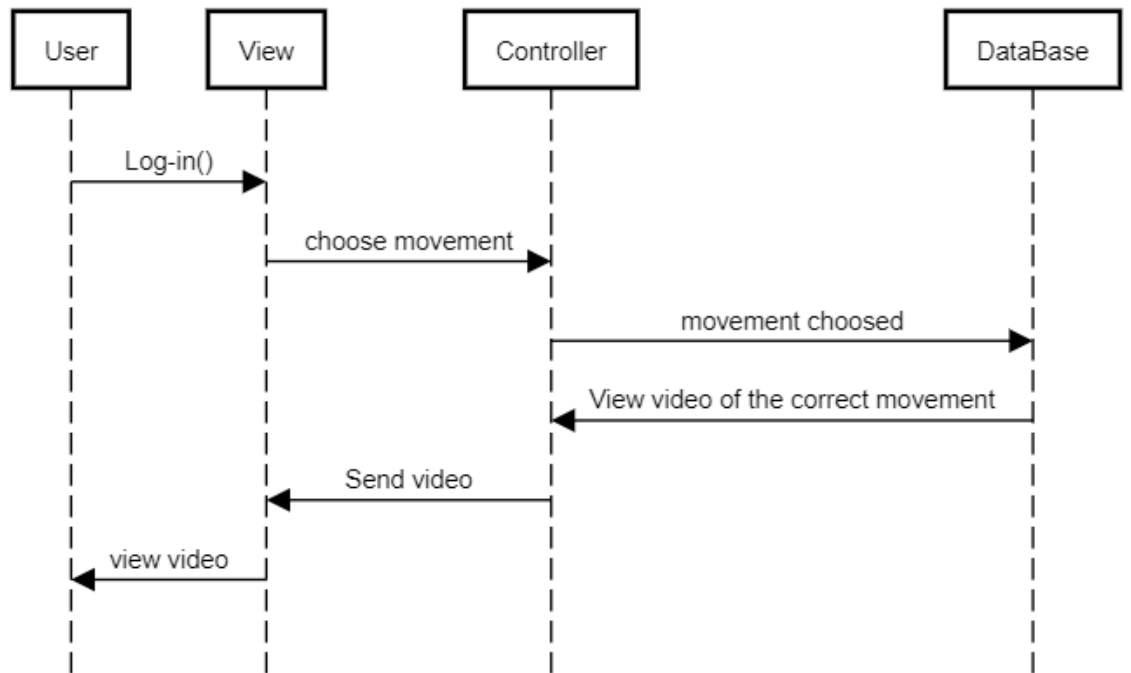 User
View
Controller
DataBase
Log-in()
choose movement
movement choosed
View video of the correct movement
Send video
view video